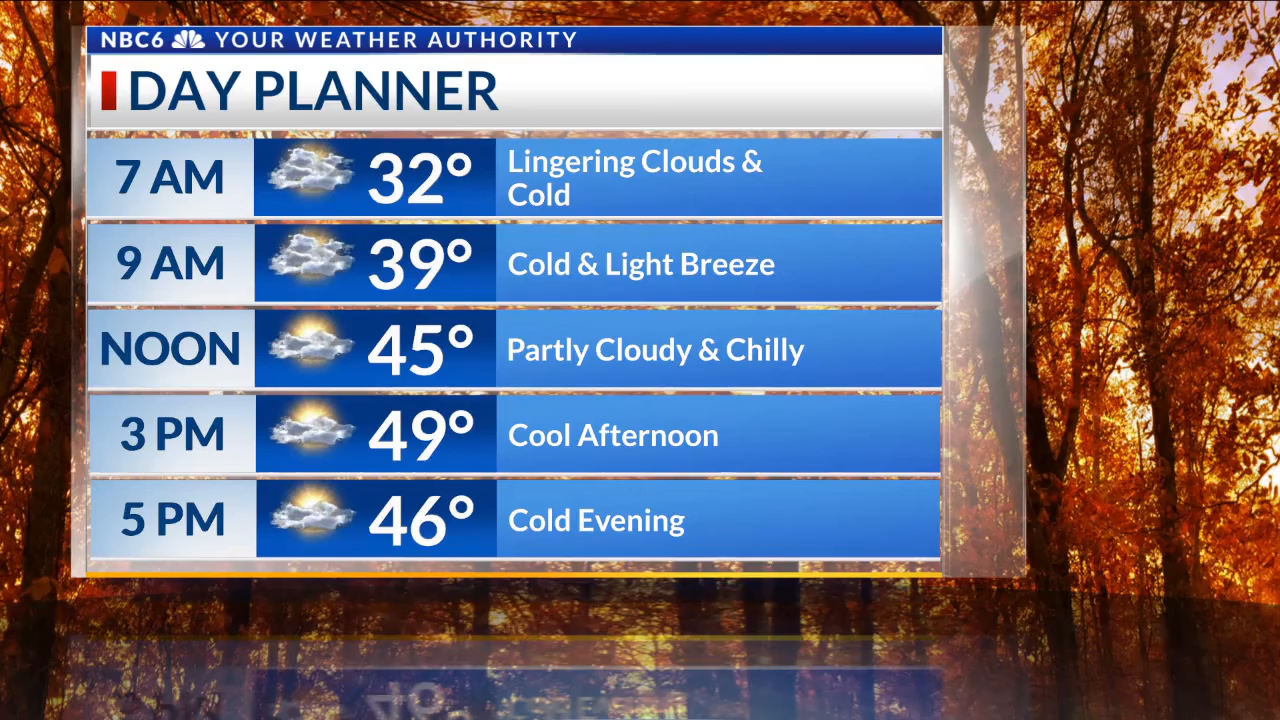 NBC6 YOUR WEATHER AUTHORITY
DAY PLANNER
7 AM 32° Lingering Clouds &
Cold
9 AM 39° Cold & Light Breeze
NOON 45° Partly Cloudy & Chilly
3 PM 49° Cool Afternoon
5 PM 46° Cold Evening